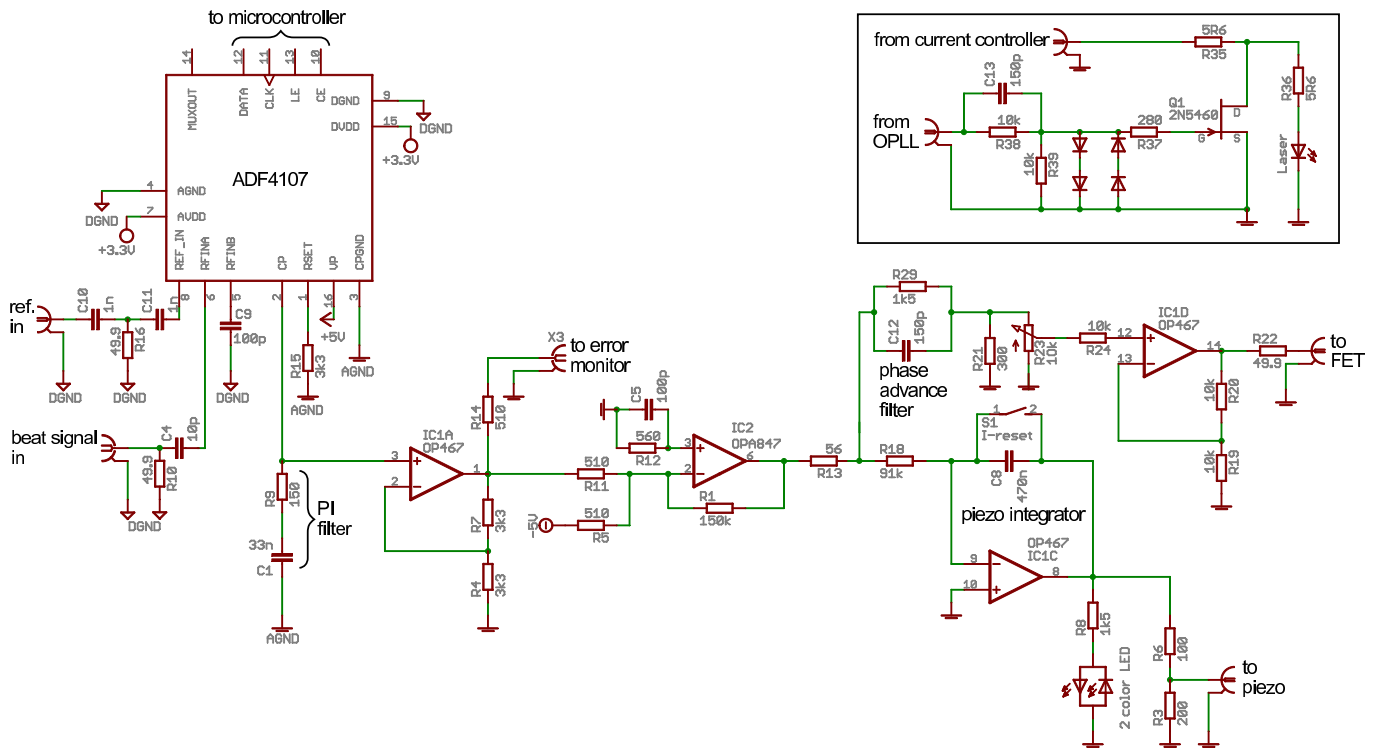 to microcontroller
14
12
11
13
10
MUXOUT
DATA
CLK
LE
CE
DGND
9
DGND
DVDD
15
+3.3V
ADF4107
4
AGND
DGND
7
AVDD
+3.3V
REF_IN
RFINA
RFINB
CP
RSET
VP
CPGND
8
6
5
2
1
16
3
ref.
in
C10
1n
C11
1n
49.9
R16
C9
100p
+5V
R15
3k3
AGND
AGND
DGND
DGND
DGND
beat signal
in
C4
10p
49.9
R10
DGND
R9
150
PI
filter
33n
C1
AGND
X3
to error
monitor
R14
510
IC1A
OP467
3
2
1
R7
3k3
R4
3k3
510
R11
-5V
510
R5
C5
100p
560
R12
IC2
OPA847
3
2
6
R1
150k
56
R13
R18
91k
R29
1k5
C12
150p
phase
advance
filter
R21
300
R23
10k
10k
R24
IC1D
OP467
12
13
14
R22
49.9
to
FET
10k
R20
10k
R19
1
2
S1
I-reset
C8
470n
piezo integrator
OP467
IC1C
9
10
8
R8
1k5
2 color LED
R6
100
R3
200
to
piezo
from current controller
5R6
R35
R36
5R6
C13
150p
from
OPLL
10k
R38
10k
R39
280
R37
Q1
2N5460
D
G
S
Laser